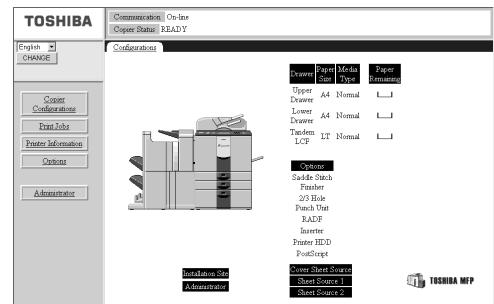 TOSHIBA
Communication On-line
Copier Status READY
English
CHANGE
Configurations
Copier
Configurations
Print Jobs
Printer Information
Options
Administrator
Drawer Paper Size Media Type Paper Remaining
Upper Drawer A4 Normal
Lower Drawer A4 Normal
Tandem LCF LT Normal
Options
Saddle Stitch
Finisher
2/3 Hole
Punch Unit
RADF
Inserter
Printer HDD
PostScript
Installation Site
Administrator
Cover Sheet Source
Sheet Source 1
Sheet Source 2
TOSHIBA MFP